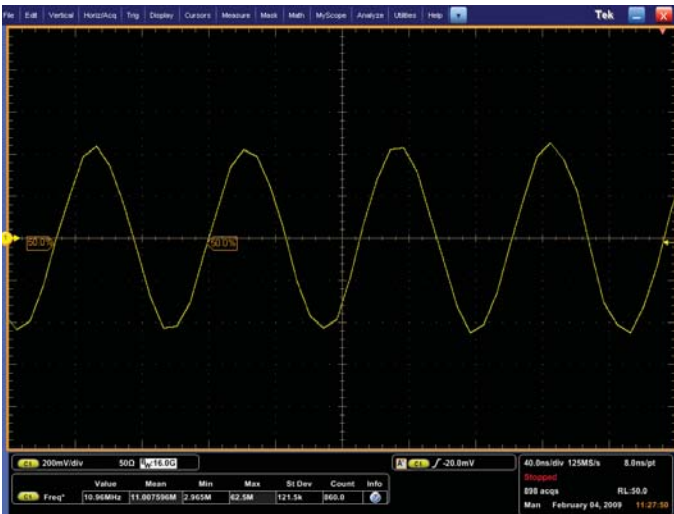 File Edit Vertical Horiz/Acq Trig Display Cursors Measure Mask Math MyScope Analyze Utilities Help Tek X
50.0% 50.0%
1
C1 200mV/div 50Ω BW:16.0G
A' C1 -20.0mV
40.0ns/div 125MS/s 8.0ns/pt
Stopped
898 acqs RL:50.0
Man February 04, 2009 11:27:50
Value Mean Min Max St Dev Count Info
C1 Freq* 10.96MHz 11.007596M 2.965M 62.5M 121.5k 860.0